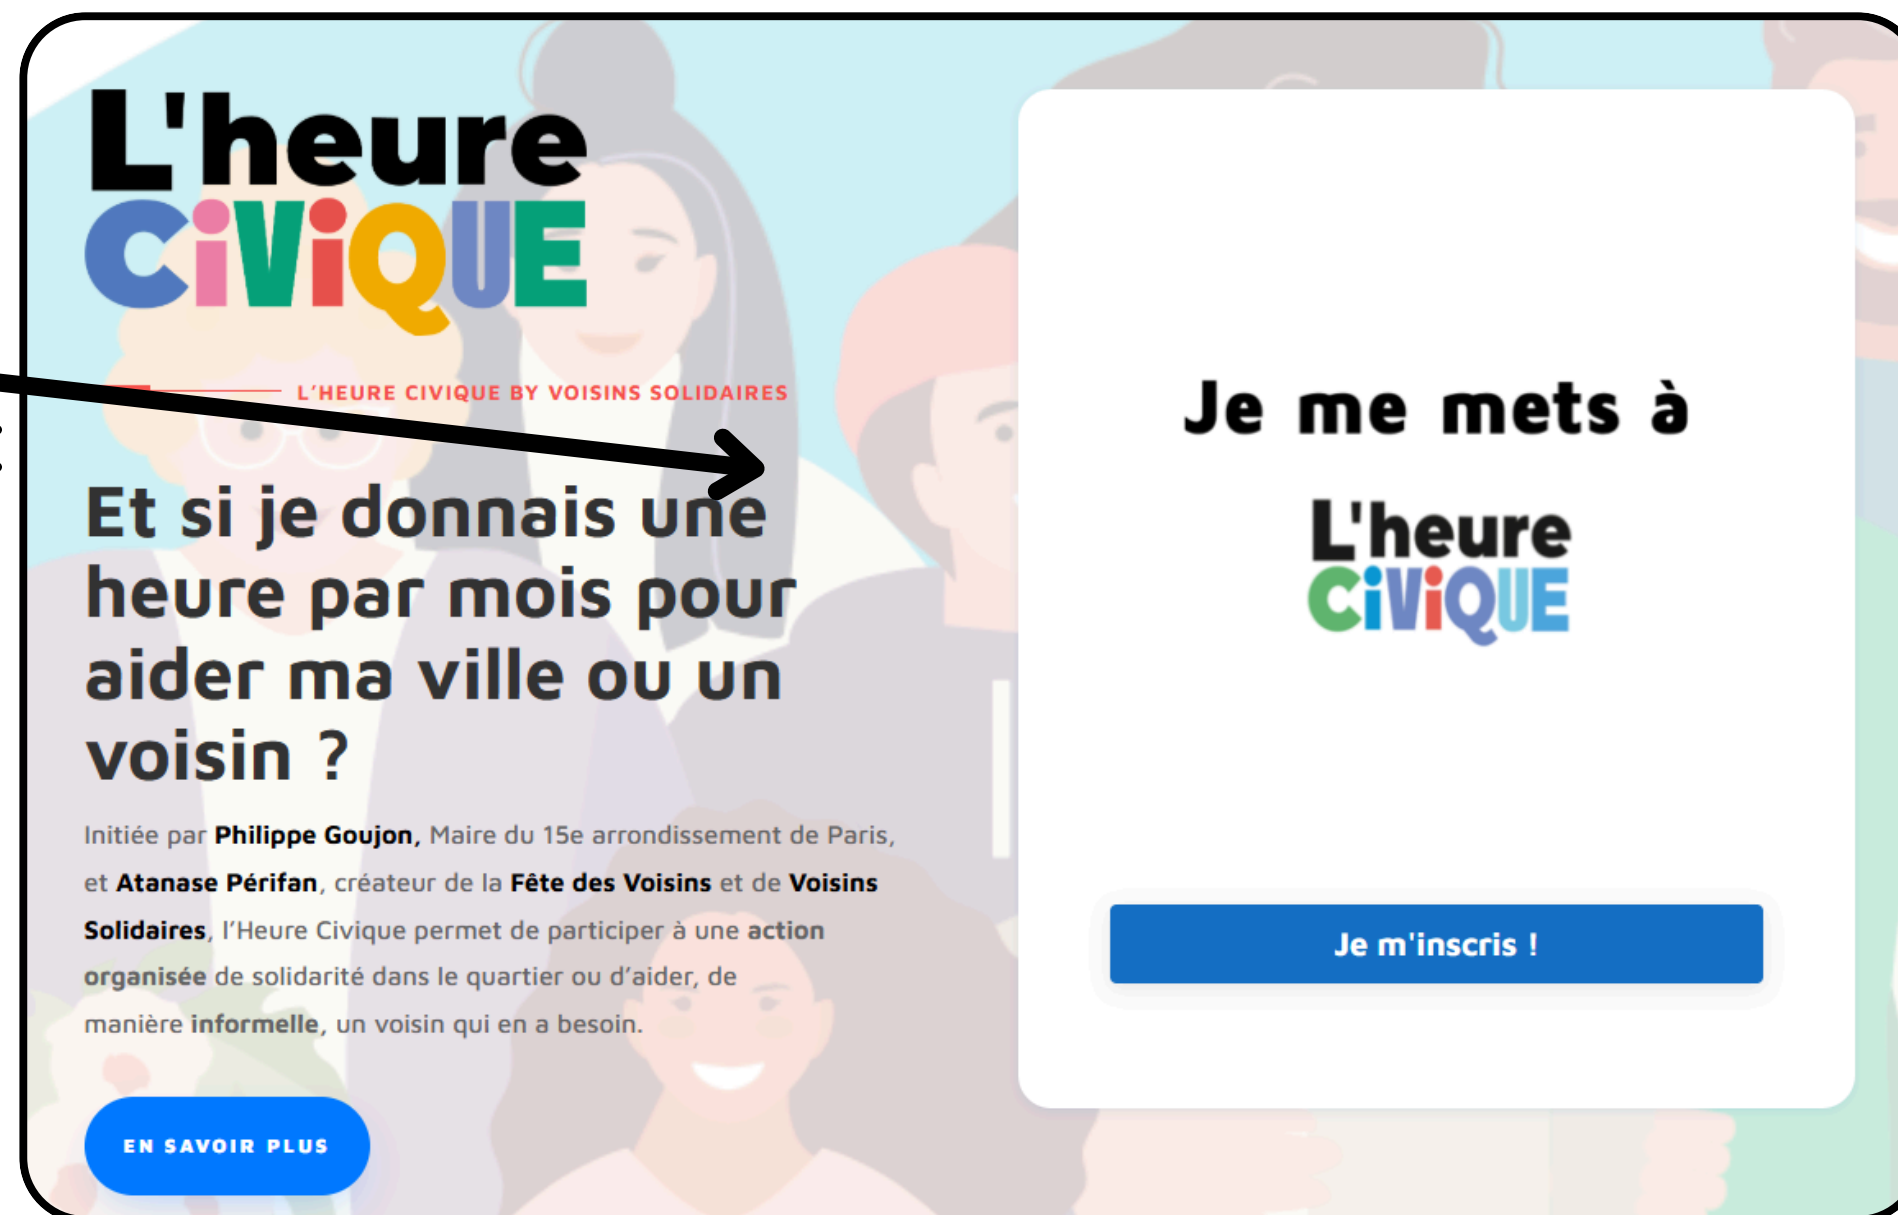 L'heure
CiViQUE
L'HEURE CIVIQUE BY VOISINS SOLIDAIRES
Et si je donnais une
heure par mois pour
aider ma ville ou un
voisin ?
Initiée par Philippe Goujon, Maire du 15e arrondissement de Paris,
et Atanase Périfan, créateur de la Fête des Voisins et de Voisins
Solidaires, l'Heure Civique permet de participer à une action
organisée de solidarité dans le quartier ou d'aider, de
manière informelle, un voisin qui en a besoin.
EN SAVOIR PLUS
Je me mets à
L'heure
CiViQUE
Je m'inscris !